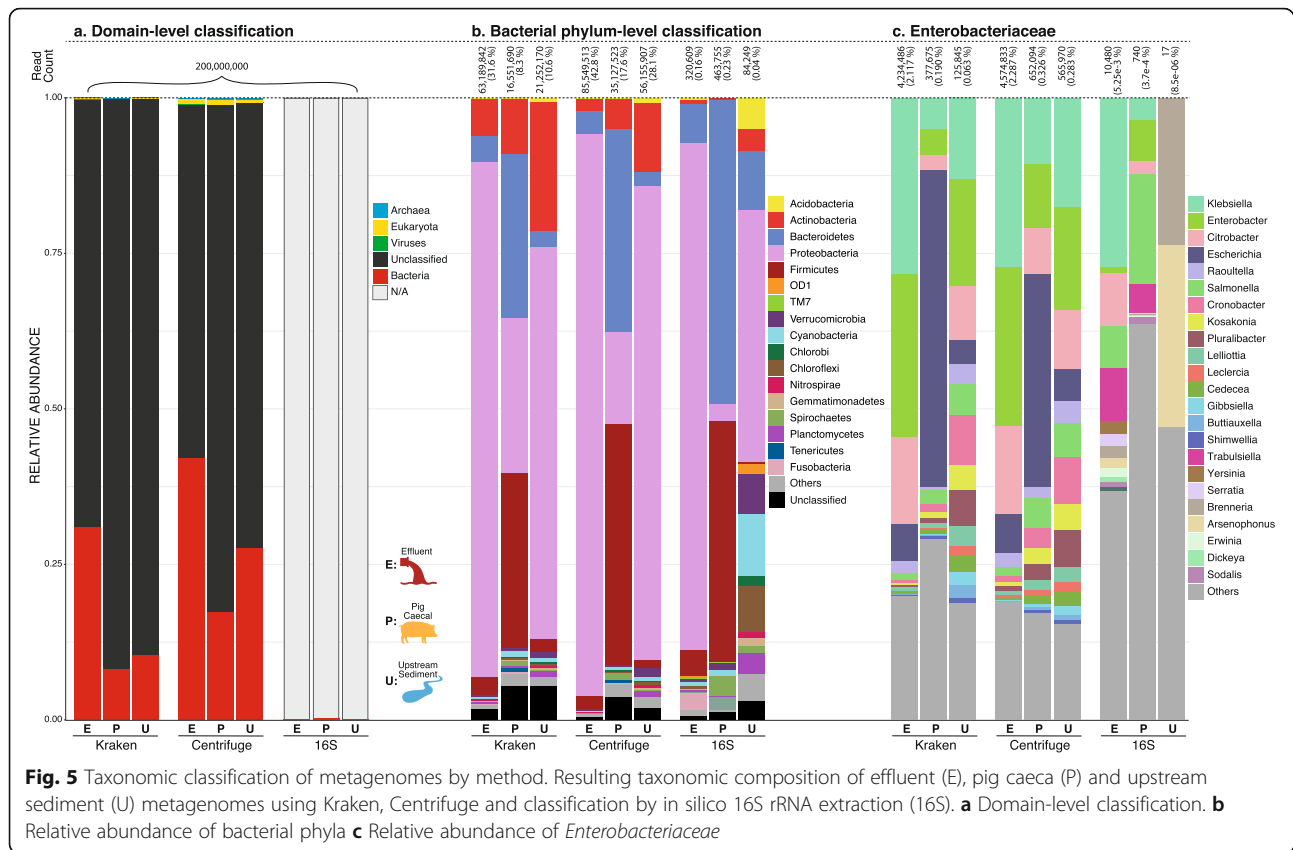 a. Domain-level classification
b. Bacterial phylum-level classification
c. Enterobacteriaceae
Read
Count
200,000,000
63,189,842
(31.6 %)
16,551,690
(8.3 %)
21,252,170
(10.6 %)
85,549,513
(42.8 %)
35,127,523
(17.6 %)
56,155,907
(28.1 %)
320,609
(0.16 %)
463,755
(0.23 %)
84,249
(0.04 %)
4,234,486
(2.117 %)
377,675
(0.190 %)
125,845
(0.063 %)
4,574,833
(2.287 %)
652,094
(0.326 %)
565,970
(0.283 %)
10,480
(5.25e-3 %)
740
(3.7e-4 %)
17
(8.5e-06 %)
RELATIVE ABUNDANCE
1.00
0.75
0.50
0.25
0.00
Archaea
Eukaryota
Viruses
Unclassified
Bacteria
N/A
E:
Effluent
P:
Pig
Caecal
U:
Upstream
Sediment
Acidobacteria
Actinobacteria
Bacteroidetes
Proteobacteria
Firmicutes
OD1
TM7
Verrucomicrobia
Cyanobacteria
Chlorobi
Chloroflexi
Nitrospirae
Gemmatimonadetes
Spirochaetes
Planctomycetes
Tenericutes
Fusobacteria
Others
Unclassified
Klebsiella
Enterobacter
Citrobacter
Escherichia
Raoultella
Salmonella
Cronobacter
Kosakonia
Pluralibacter
Lelliottia
Leclercia
Cedecea
Gibbsiella
Buttiauxella
Shimwellia
Trabulsiella
Yersinia
Serratia
Brenneria
Arsenophonus
Erwinia
Dickeya
Sodalis
Others
E P U E P U E P U
Kraken Centrifuge 16S
E P U E P U E P U
Kraken Centrifuge 16S
E P U E P U E P U
Kraken Centrifuge 16S
Fig. 5 Taxonomic classification of metagenomes by method. Resulting taxonomic composition of effluent (E), pig caeca (P) and upstream
sediment (U) metagenomes using Kraken, Centrifuge and classification by in silico 16S rRNA extraction (16S). a Domain-level classification. b
Relative abundance of bacterial phyla c Relative abundance of Enterobacteriaceae